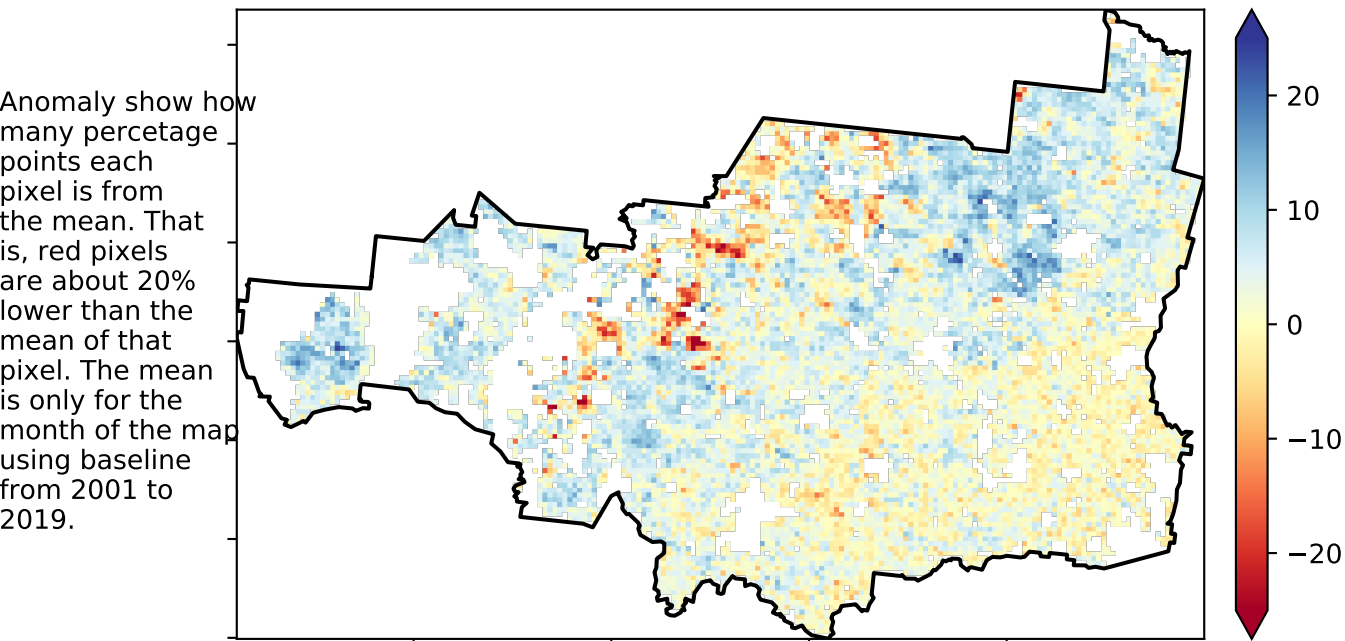 Anomaly show how
many percetage
points each
pixel is from
the mean. That
is, red pixels
are about 20%
lower than the
mean of that
pixel. The mean
is only for the
month of the map
using baseline
from 2001 to
2019.
20
10
0
−10
−20